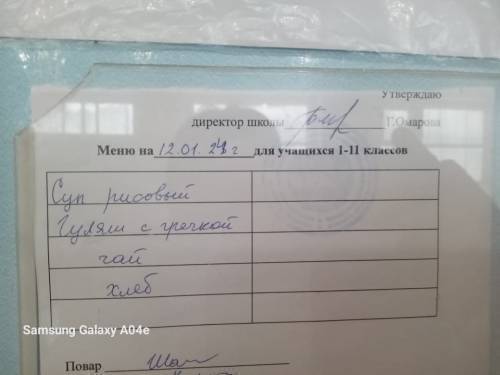 Утверждаю
директор школы Г.Омарова
Меню на 12.01.24 г для учащихся 1-11 классов
Суп рисовый
Гуляш с гречкой
чай
хлеб
Повар
Samsung Galaxy A04e